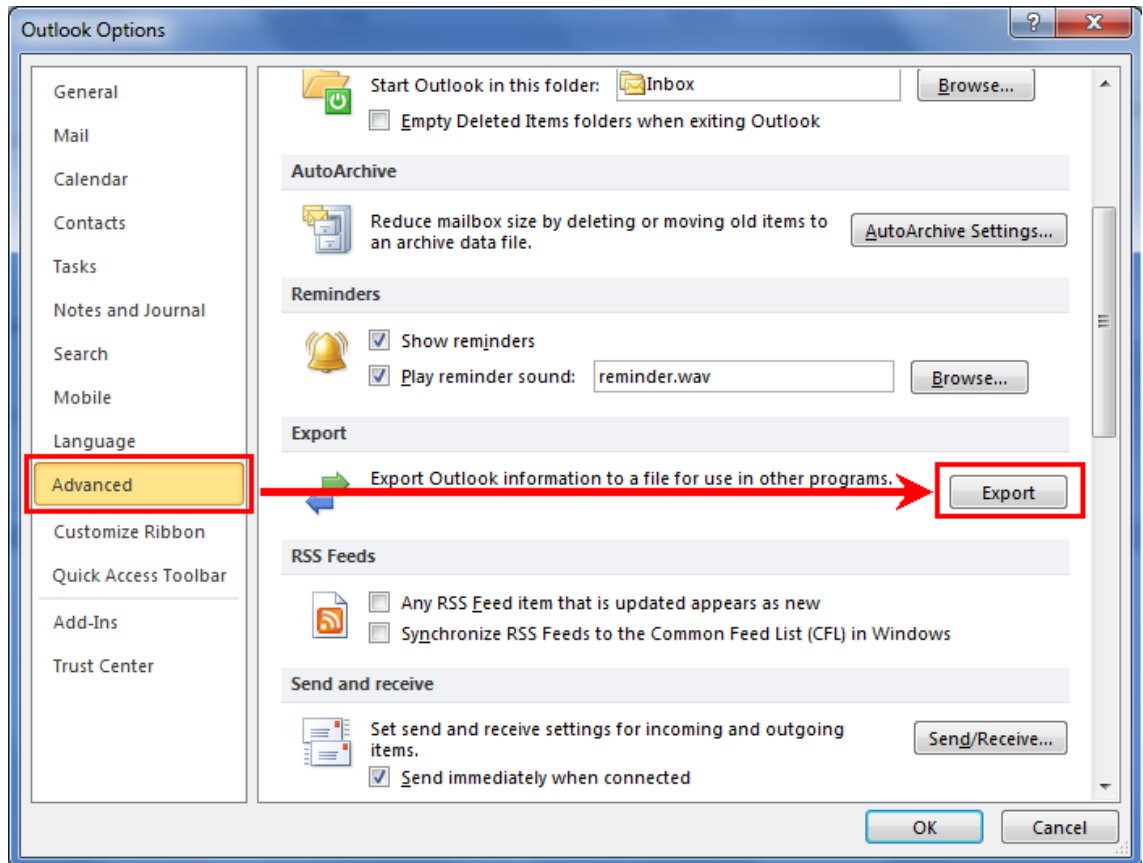 Outlook Options
General
Mail
Calendar
Contacts
Tasks
Notes and Journal
Search
Mobile
Language
Advanced
Customize Ribbon
Quick Access Toolbar
Add-Ins
Trust Center
Start Outlook in this folder: Inbox Browse...
Empty Deleted Items folders when exiting Outlook
AutoArchive
Reduce mailbox size by deleting or moving old items to
an archive data file.
AutoArchive Settings...
Reminders
Show reminders
Play reminder sound: reminder.wav Browse...
Export
Export Outlook information to a file for use in other programs.
Export
RSS Feeds
Any RSS Feed item that is updated appears as new
Synchronize RSS Feeds to the Common Feed List (CFL) in Windows
Send and receive
Set send and receive settings for incoming and outgoing
items.
Send/Receive...
Send immediately when connected
OK Cancel